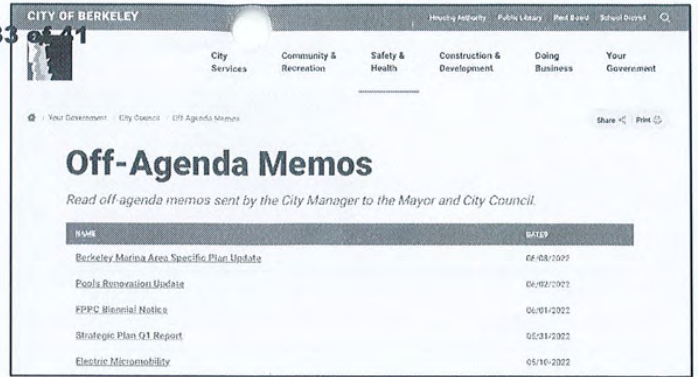 CITY OF BERKELEY
Housing Authority Public Library Rent Board School District
33 of 41
City Services
Community & Recreation
Safety & Health
Construction & Development
Doing Business
Your Government
Your Government City Council Off Agenda Memos
Share Print
Off-Agenda Memos
Read off-agenda memos sent by the City Manager to the Mayor and City Council.
NAME DATE
Berkeley Marina Area Specific Plan Update 06/08/2022
Pools Renovation Update 06/02/2022
FPPC Biennial Notice 06/01/2022
Strategic Plan Q1 Report 05/31/2022
Electric Micromobility 05/10/2022